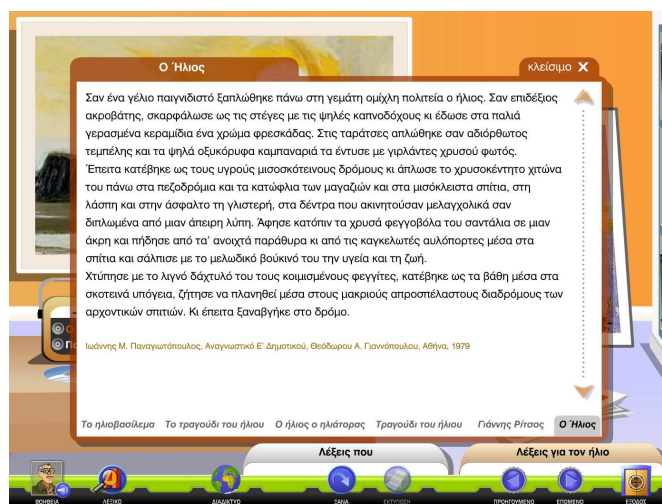 Ο Ήλιος
κλείσιμο X
Σαν ένα γέλιο παιγνιδιστό ξαπλώθηκε πάνω στη γεμάτη ομίχλη πολιτεία ο ήλιος. Σαν επιδέξιος
ακροβάτης, σκαρφάλωσε ως τις στέγες με τις ψηλές καπνοδόχους κι έδωσε στα παλιά
γερασμένα κεραμίδια ένα χρώμα φρεσκάδας. Στις ταράτσες απλώθηκε σαν αδιόρθωτος
τεμπέλης και τα ψηλά οξυκόρυφα καμπαναριά τα έντυσε με γιρλάντες χρυσού φωτός.
Έπειτα κατέβηκε ως τους υγρούς μισοσκότεινους δρόμους κι άπλωσε το χρυσοκέντητο χιτώνα
του πάνω στα πεζοδρόμια και τα κατώφλια των μαγαζιών και στα μισόκλειστα σπίτια, στη
λάσπη και στην άσφαλτο τη γλιστερή, στα δέντρα που ακινητούσαν μελαγχολικά σαν
διπλωμένα από μιαν άπειρη λύπη. Άφησε κατόπιν τα χρυσά φεγγοβόλα του σαντάλια σε μιαν
άκρη και πήδησε από τα' ανοιχτά παράθυρα κι από τις καγκελωτές αυλόπορτες μέσα στα
σπίτια και σάλπισε με το μελωδικό βούκινό του την υγεία και τη ζωή.
Χτύπησε με το λιγνό δάχτυλό του τους κοιμισμένους φεγγίτες, κατέβηκε ως τα βάθη μέσα στα
σκοτεινά υπόγεια, ζήτησε να πλανηθεί μέσα στους μακριούς απροσπέλαστους διαδρόμους των
αρχοντικών σπιτιών. Κι έπειτα ξαναβγήκε στο δρόμο.
Ιωάννης Μ. Παναγιωτόπουλος, Αναγνωστικό Ε΄ Δημοτικού, Θεόδωρου Α. Γιαννόπουλου, Αθήνα, 1979
Το ηλιοβασίλεμα Το τραγούδι του ήλιου Ο ήλιος ο ηλιάτορας Τραγούδι του ήλιου Γιάννης Ρίτσος Ο Ήλιος
Λέξεις που Λέξεις για τον ήλιο
ΒΟΗΘΕΙΑ ΛΕΞΙΚΟ ΔΙΑΔΙΚΤΥΟ ΞΑΝΑ ΕΚΤΥΠΩΣΗ ΠΡΟΗΓΟΥΜΕΝΟ ΕΠΟΜΕΝΟ ΕΞΟΔΟΣ